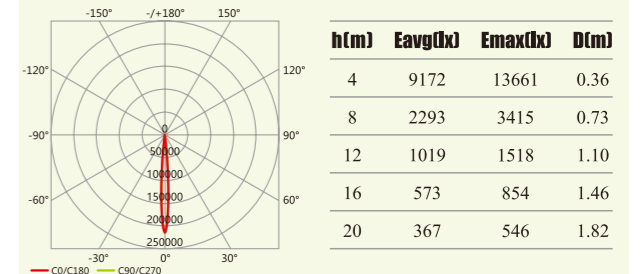 -150° -/+180° 150°
-120° 120°
-90° 90°
-60° 60°
-30° 0° 30°
0
50000
100000
150000
200000
250000
C0/C180 C90/C270
h(m) Eavg(lx) Emax(lx) D(m)
4 9172 13661 0.36
8 2293 3415 0.73
12 1019 1518 1.10
16 573 854 1.46
20 367 546 1.82